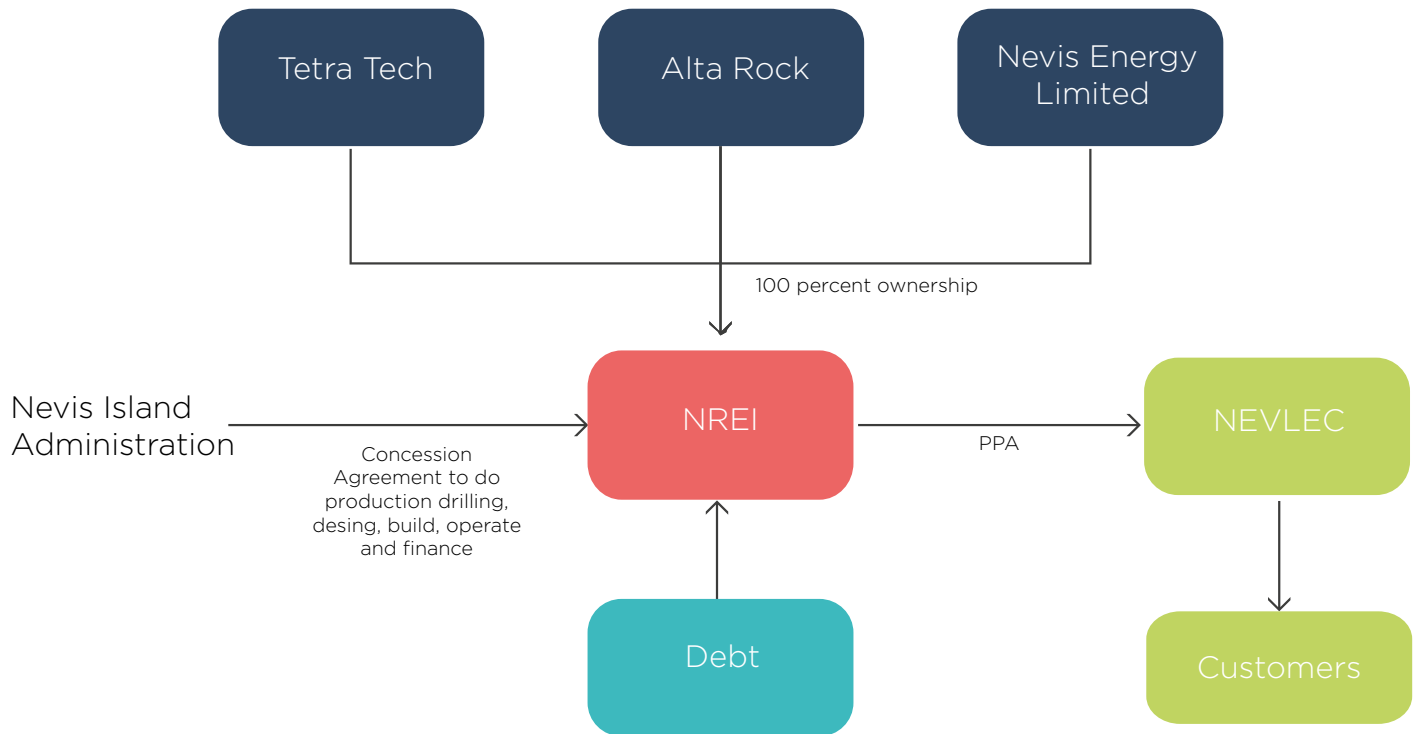 Tetra Tech
Alta Rock
Nevis Energy
Limited
100 percent ownership
Nevis Island
Administration
Concession
Agreement to do
production drilling,
desing, build, operate
and finance
NREI
PPA
NEVLEC
Debt
Customers